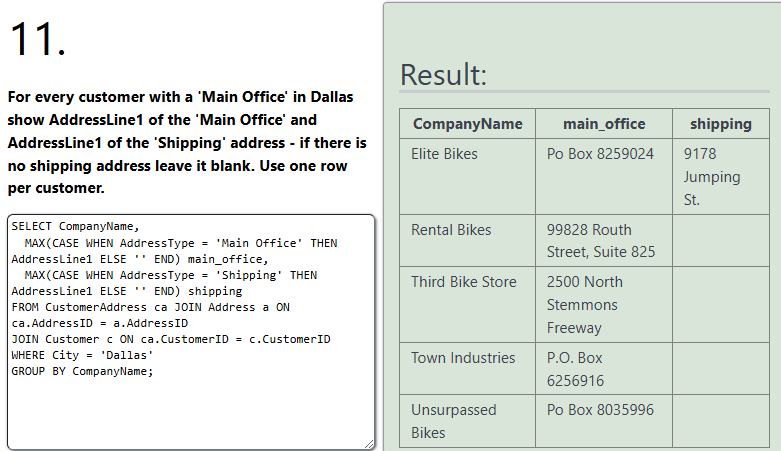 11.
For every customer with a 'Main Office' in Dallas
show AddressLine1 of the 'Main Office' and
AddressLine1 of the 'Shipping' address - if there is
no shipping address leave it blank. Use one row
per customer.
SELECT CompanyName,
  MAX(CASE WHEN AddressType = 'Main Office' THEN
AddressLine1 ELSE '' END) main_office,
  MAX(CASE WHEN AddressType = 'Shipping' THEN
AddressLine1 ELSE '' END) shipping
FROM CustomerAddress ca JOIN Address a ON
ca.AddressID = a.AddressID
JOIN Customer c ON ca.CustomerID = c.CustomerID
WHERE City = 'Dallas'
GROUP BY CompanyName;
Result:
CompanyName main_office shipping
Elite Bikes Po Box 8259024 9178
Jumping
St.
Rental Bikes 99828 Routh
Street, Suite 825
Third Bike Store 2500 North
Stemmons
Freeway
Town Industries P.O. Box
6256916
Unsurpassed Po Box 8035996
Bikes